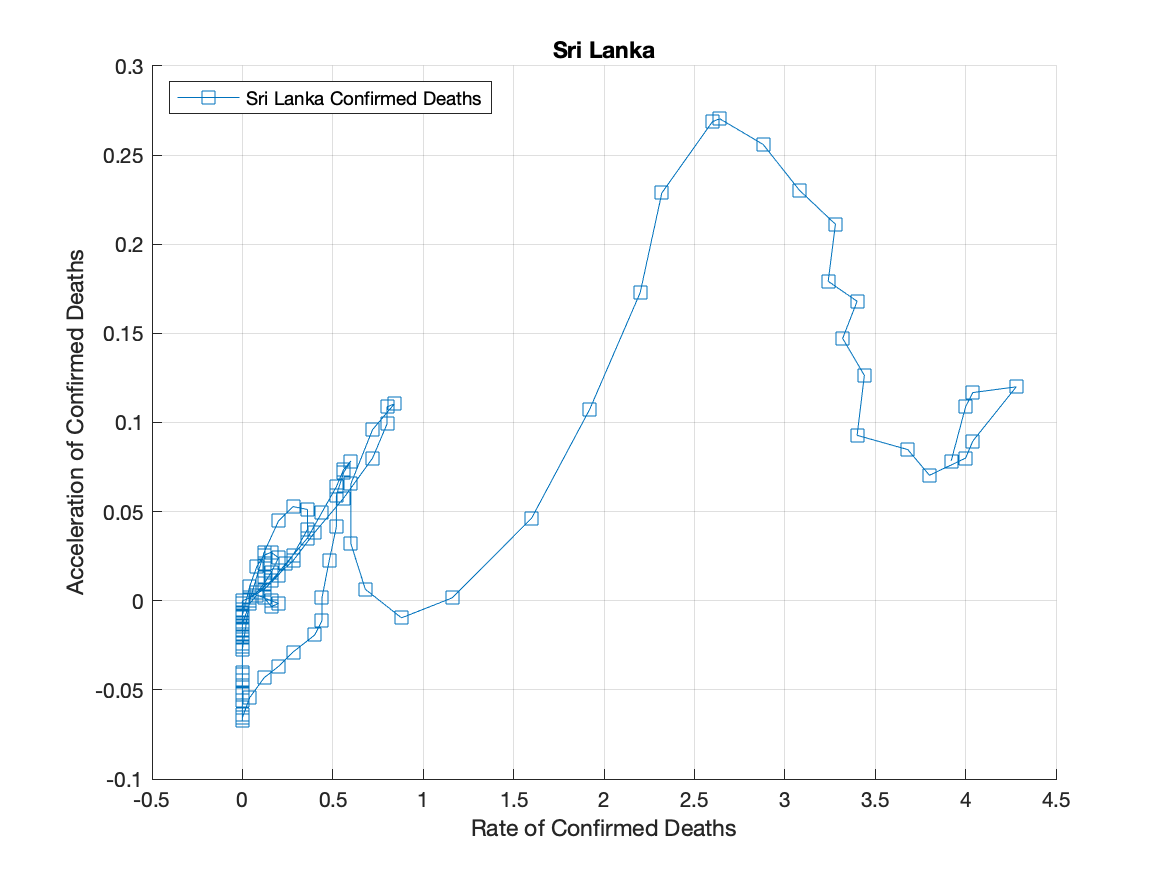 Sri Lanka
Sri Lanka Confirmed Deaths
0.3
0.25
0.2
0.15
0.1
0.05
0
-0.05
-0.1
Acceleration of Confirmed Deaths
-0.5 0 0.5 1 1.5 2 2.5 3 3.5 4 4.5
Rate of Confirmed Deaths